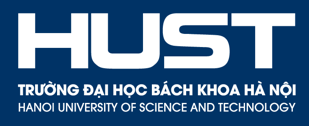 HUST
TRƯỜNG ĐẠI HỌC BÁCH KHOA HÀ NỘI
HANOI UNIVERSITY OF SCIENCE AND TECHNOLOGY